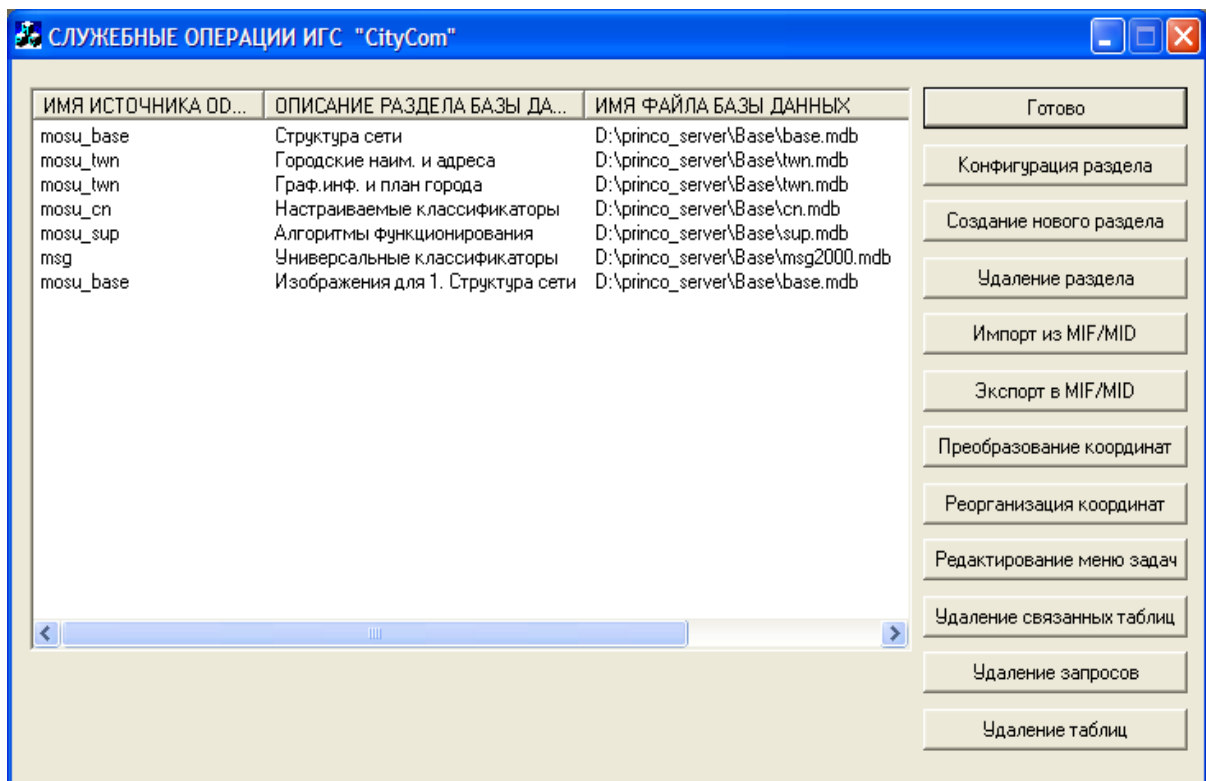 СЛУЖЕБНЫЕ ОПЕРАЦИИ ИГС "CityCom"
ИМЯ ИСТОЧНИКА OD... ОПИСАНИЕ РАЗДЕЛА БАЗЫ ДА... ИМЯ ФАЙЛА БАЗЫ ДАННЫХ
mosu_base Структура сети D:\princo_server\Base\base.mdb
mosu_twn Городские наим. и адреса D:\princo_server\Base\twn.mdb
mosu_twn Граф.инф. и план города D:\princo_server\Base\twn.mdb
mosu_cn Настраиваемые классификаторы D:\princo_server\Base\cn.mdb
mosu_sup Алгоритмы функционирования D:\princo_server\Base\sup.mdb
msg Универсальные классификаторы D:\princo_server\Base\msg2000.mdb
mosu_base Изображения для 1. Структура сети D:\princo_server\Base\base.mdb
Готово
Конфигурация раздела
Создание нового раздела
Удаление раздела
Импорт из MIF/MID
Экспорт в MIF/MID
Преобразование координат
Реорганизация координат
Редактирование меню задач
Удаление связанных таблиц
Удаление запросов
Удаление таблиц